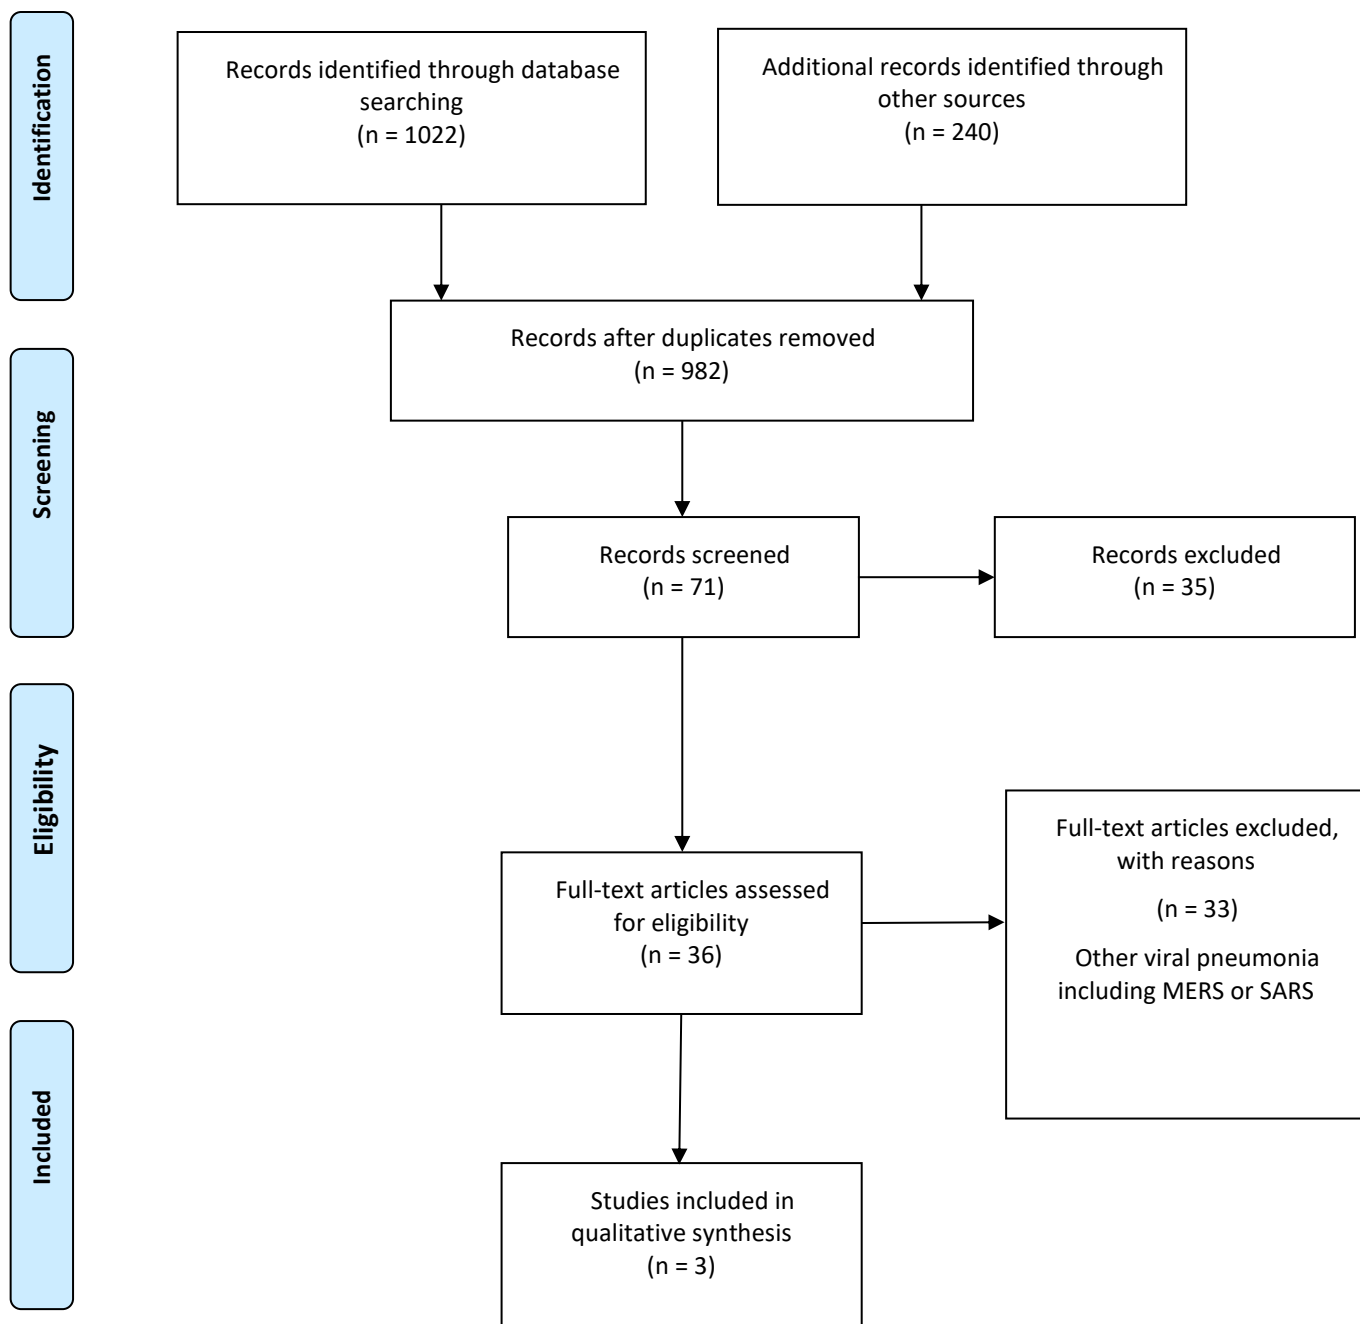 Identification
Records identified through database
searching
(n = 1022)
Additional records identified through
other sources
(n = 240)
Screening
Records after duplicates removed
(n = 982)
Records screened
(n = 71)
Records excluded
(n = 35)
Eligibility
Full-text articles assessed
for eligibility
(n = 36)
Full-text articles excluded,
with reasons
(n = 33)
Other viral pneumonia
including MERS or SARS
Included
Studies included in
qualitative synthesis
(n = 3)